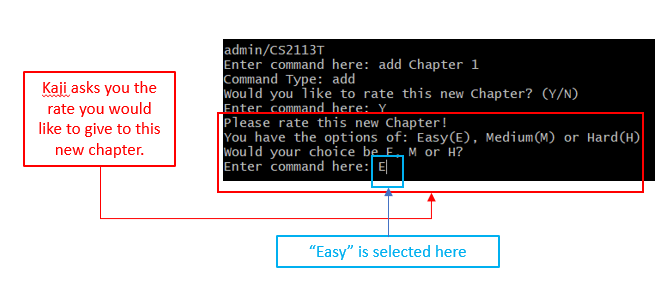 Kaji asks you the
rate you would
like to give to this
new chapter.
admin/CS2113T
Enter command here: add Chapter 1
Command Type: add
Would you like to rate this new Chapter? (Y/N)
Enter command here: Y
Please rate this new Chapter!
You have the options of: Easy(E), Medium(M) or Hard(H)
Would your choice be E, M or H?
Enter command here: E
“Easy” is selected here